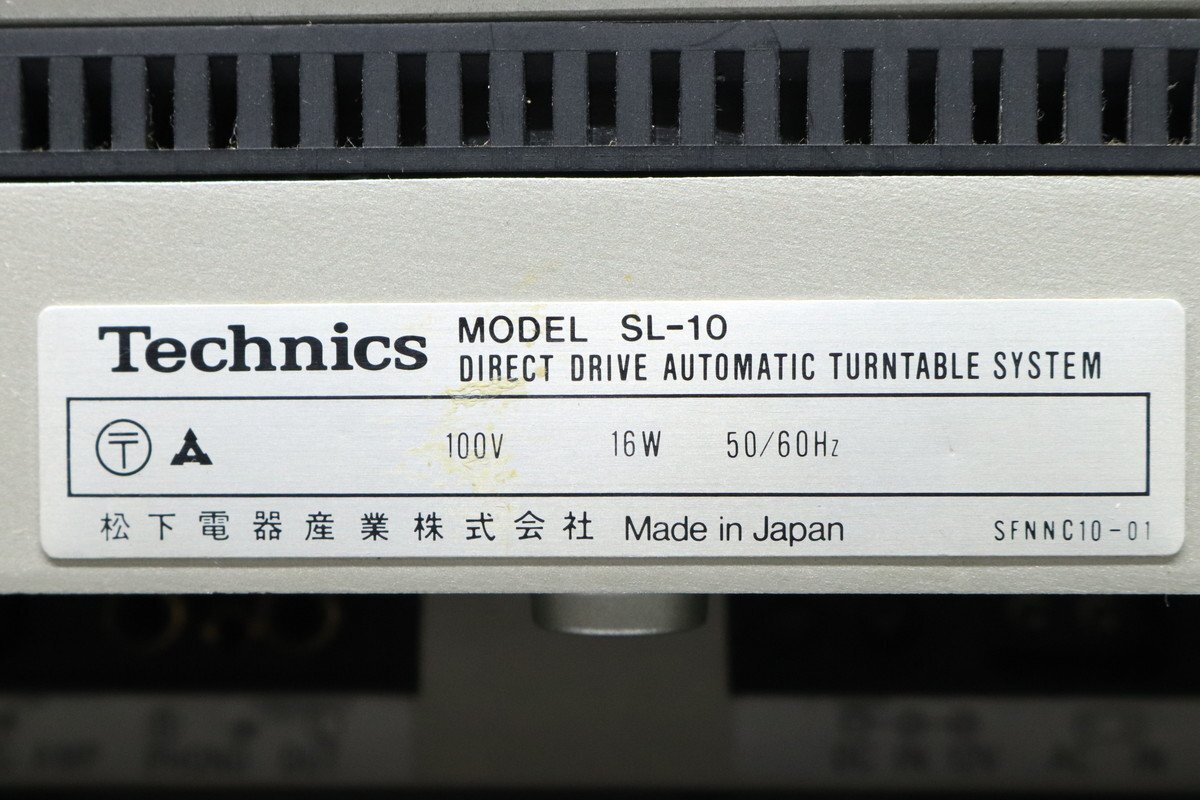 Technics MODEL SL-10
DIRECT DRIVE AUTOMATIC TURNTABLE SYSTEM
〒 100V 16W 50/60Hz
松下電器産業株式会社 Made in Japan SFNNC10-01